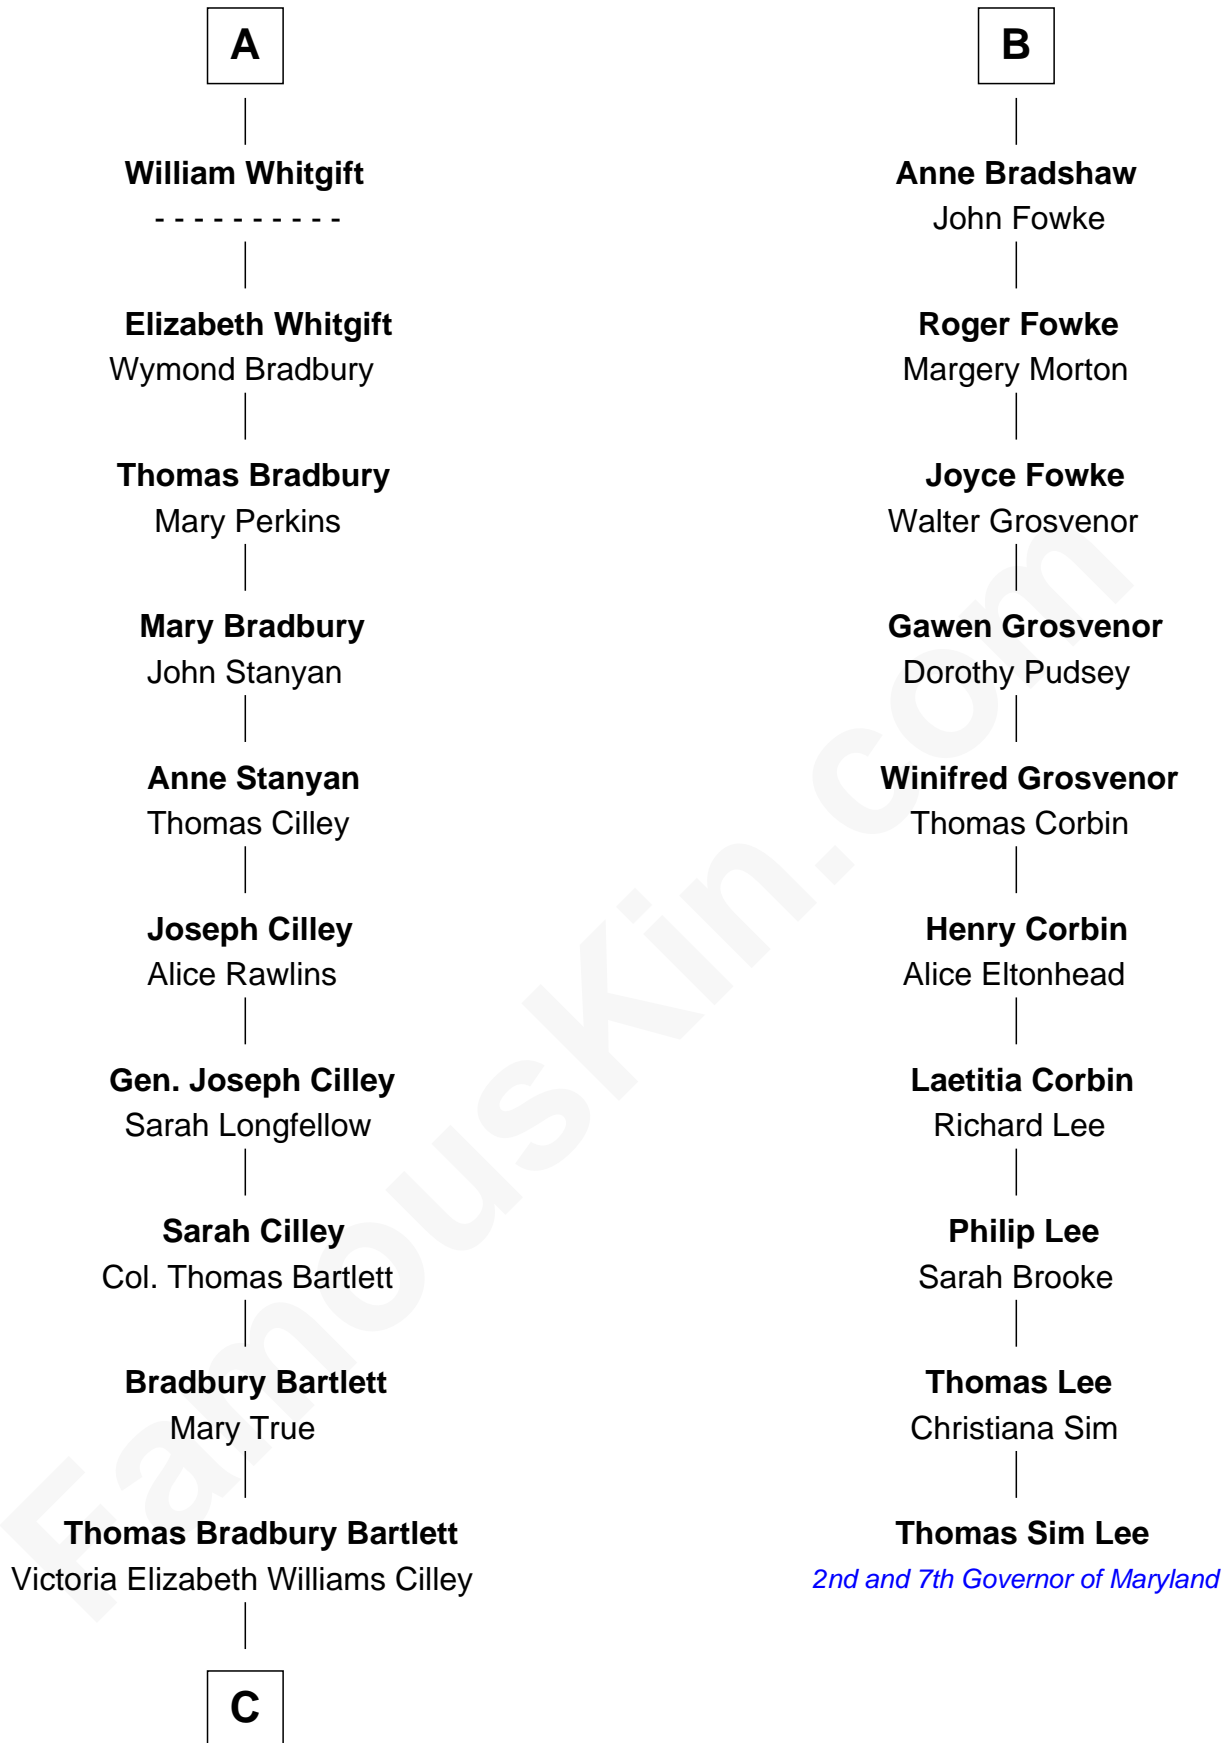 A
William Whitgift
- - - - - - - - - -
Elizabeth Whitgift
Wymond Bradbury
Thomas Bradbury
Mary Perkins
Mary Bradbury
John Stanyan
Anne Stanyan
Thomas Cilley
Joseph Cilley
Alice Rawlins
Gen. Joseph Cilley
Sarah Longfellow
Sarah Cilley
Col. Thomas Bartlett
Bradbury Bartlett
Mary True
Thomas Bradbury Bartlett
Victoria Elizabeth Williams Cilley
C
B
Anne Bradshaw
John Fowke
Roger Fowke
Margery Morton
Joyce Fowke
Walter Grosvenor
Gawen Grosvenor
Dorothy Pudsey
Winifred Grosvenor
Thomas Corbin
Henry Corbin
Alice Eltonhead
Laetitia Corbin
Richard Lee
Philip Lee
Sarah Brooke
Thomas Lee
Christiana Sim
Thomas Sim Lee
2nd and 7th Governor of Maryland
FamousKin.com